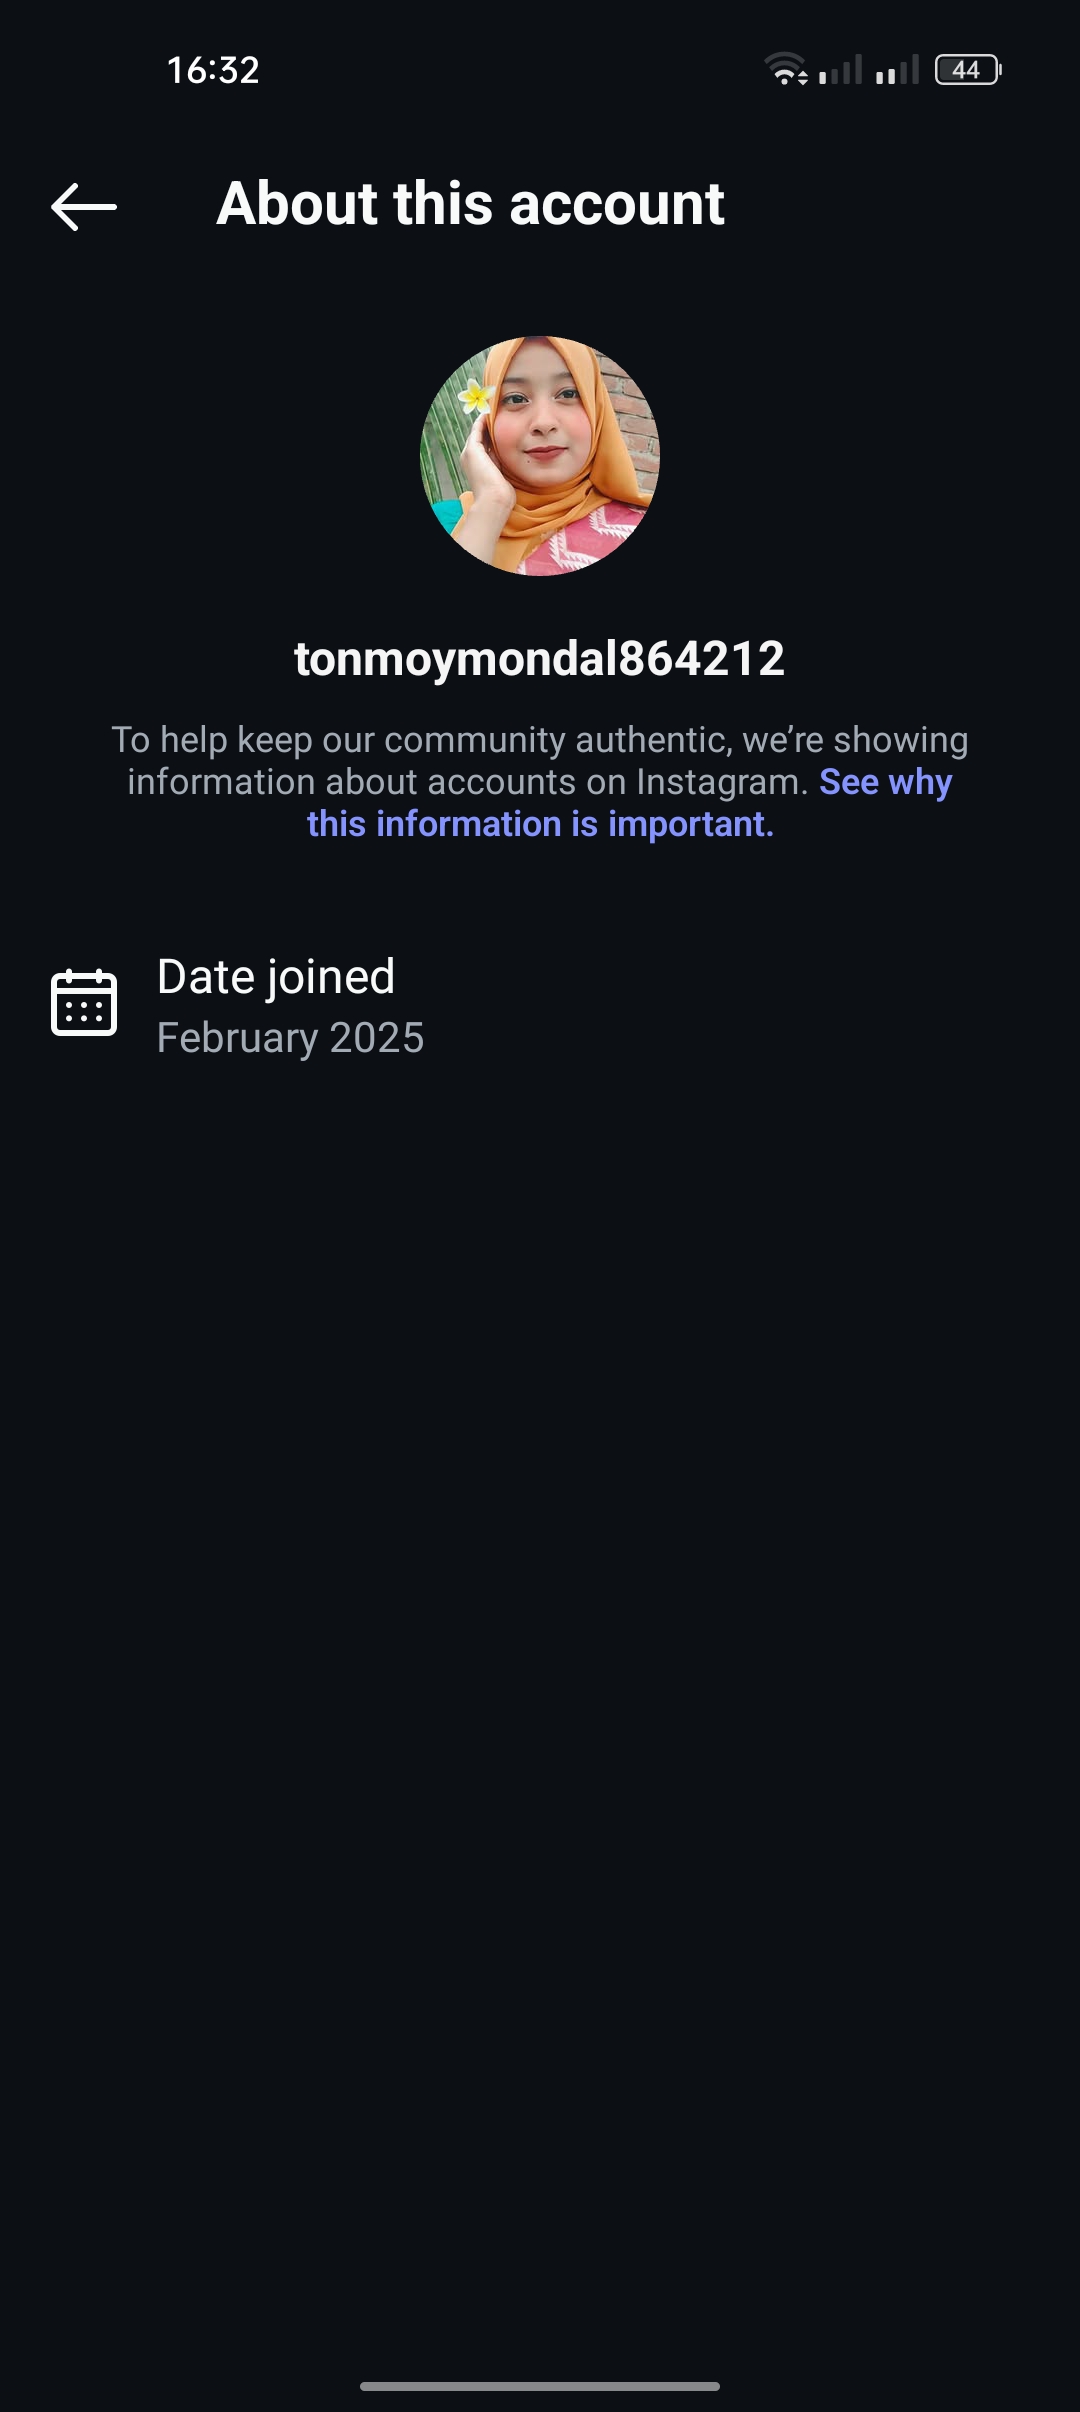 16:32
44
About this account
tonmoymondal864212
To help keep our community authentic, we’re showing
information about accounts on Instagram. See why
this information is important.
Date joined
February 2025